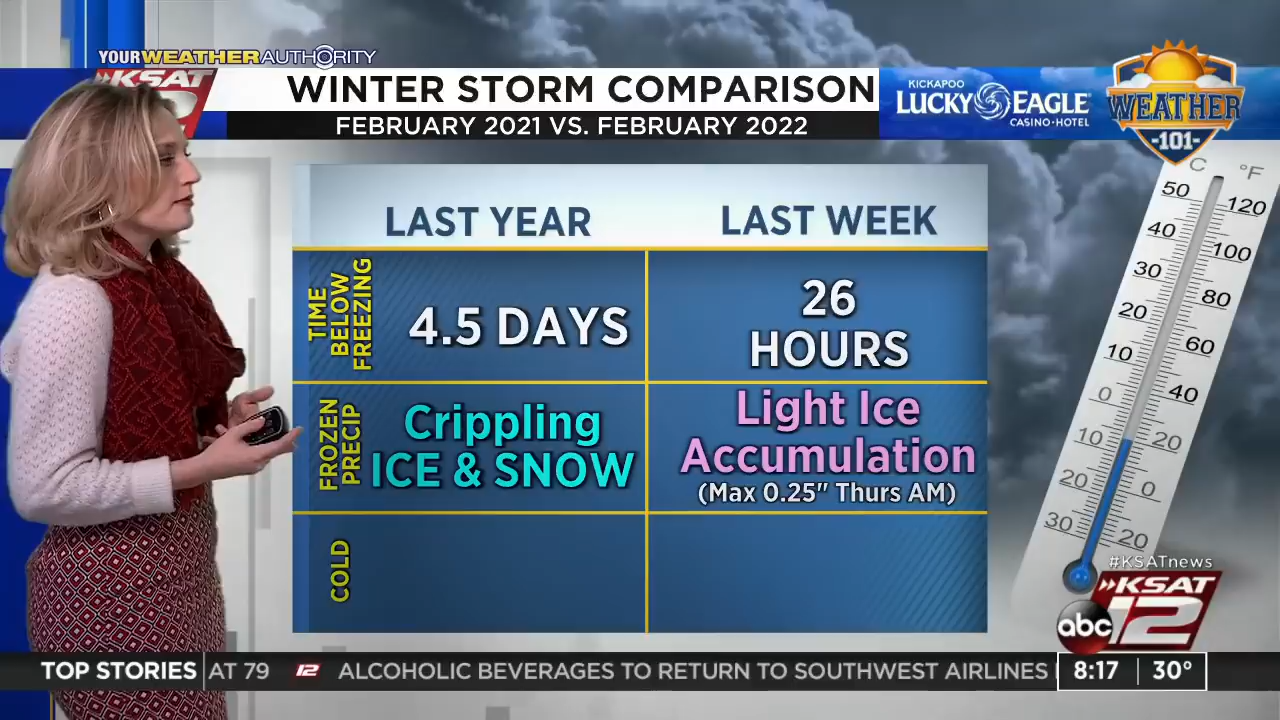 YOUR WEATHER AUTHORITY
KSAT
WINTER STORM COMPARISON
FEBRUARY 2021 VS. FEBRUARY 2022
KICKAPOO
LUCKY EAGLE
CASINO•HOTEL
WEATHER
-101-
LAST YEAR
LAST WEEK
TIME BELOW FREEZING
4.5 DAYS
26
HOURS
FROZEN PRECIP
Crippling
ICE & SNOW
Light Ice
Accumulation
(Max 0.25" Thurs AM)
COLD
C °F
50 120
40 100
30 80
20 60
10 40
0 20
10 0
20 20
30
#KSATnews
KSAT
abc 12
TOP STORIES AT 79 12 ALCOHOLIC BEVERAGES TO RETURN TO SOUTHWEST AIRLINES 8:17 30°